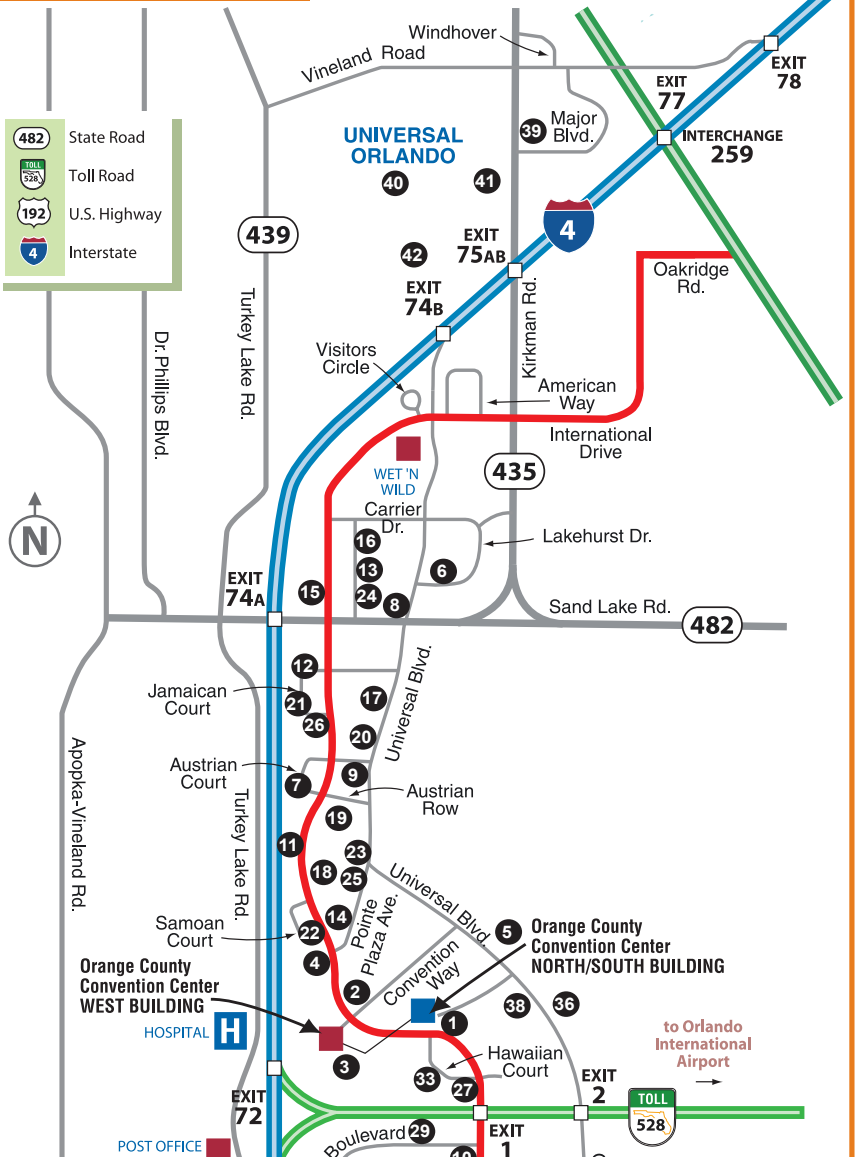 Windhover
Vineland Road
EXIT
78
EXIT
77
INTERCHANGE
259
482 State Road
TOLL
528
Toll Road
192 U.S. Highway
4 Interstate
39
Major
Blvd.
UNIVERSAL
ORLANDO
40
41
439
42
EXIT
75AB
4
EXIT
74B
Oakridge
Rd.
Kirkman Rd.
Turkey Lake Rd.
Dr. Phillips Blvd.
Visitors
Circle
American
Way
International
Drive
WET 'N
WILD
435
N
Carrier
Dr.
16
Lakehurst Dr.
13
6
EXIT
74A
15
24
8
Sand Lake Rd.
482
12
Jamaican
Court
21
17
26
20
Universal Blvd.
Apopka-Vineland Rd.
Austrian
Court
7
9
Austrian
Row
Turkey Lake Rd.
19
11
23
18
25
Universal Blvd.
Pointe
Plaza Ave.
14
Samoan
Court
22
5
Orange County
Convention Center
NORTH/SOUTH BUILDING
4
Convention
Way
Orange County
Convention Center
WEST BUILDING
2
38
36
HOSPITAL H
1
to Orlando
International
Airport
3
Hawaiian
Court
33
27
EXIT
2
EXIT
72
TOLL
528
29
Boulevard
EXIT
1
POST OFFICE
19